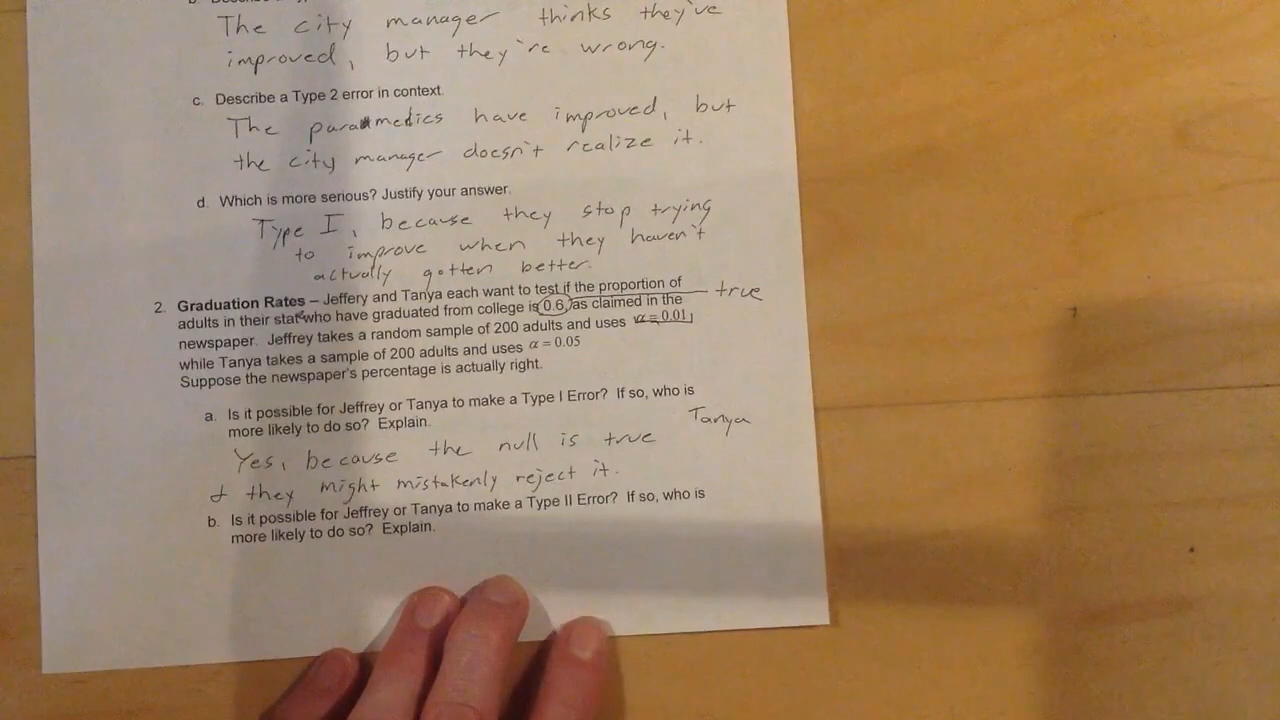 The city manager thinks they've
improved, but they're wrong.
c. Describe a Type 2 error in context.
The paramedics have improved, but
the city manager doesn't realize it.
d. Which is more serious? Justify your answer.
Type I, because they stop trying
to improve when they haven't
actually gotten better.
2. Graduation Rates – Jeffery and Tanya each want to test if the proportion of
true
adults in their state who have graduated from college is 0.6, as claimed in the
newspaper. Jeffrey takes a random sample of 200 adults and uses α = 0.01,
while Tanya takes a sample of 200 adults and uses α = 0.05
Suppose the newspaper's percentage is actually right.
a. Is it possible for Jeffrey or Tanya to make a Type I Error? If so, who is
more likely to do so? Explain.
Tanya
Yes, because the null is true
& they might mistakenly reject it.
b. Is it possible for Jeffrey or Tanya to make a Type II Error? If so, who is
more likely to do so? Explain.